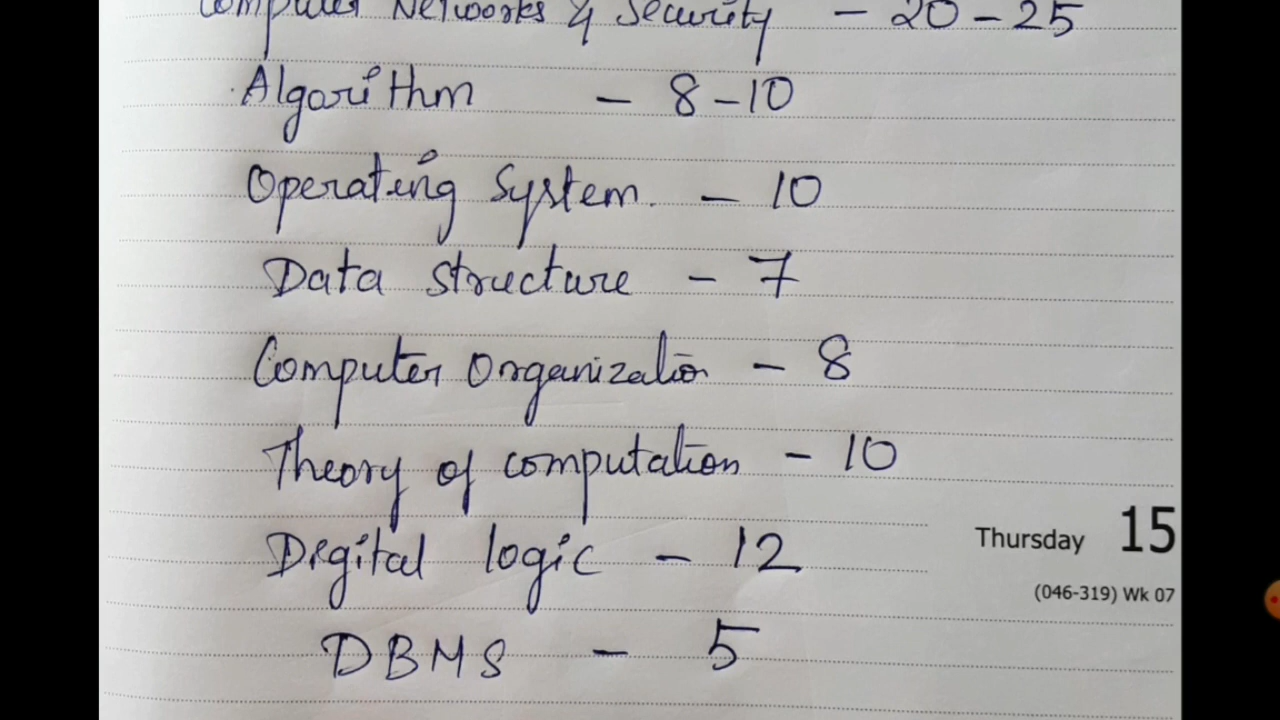 Computer Networks & Security - 20-25
Algorithm - 8-10
Operating System. - 10
Data structure - 7
Computer Organization - 8
Theory of computation - 10
Digital logic - 12
Thursday 15
(046-319) Wk 07
DBMS - 5